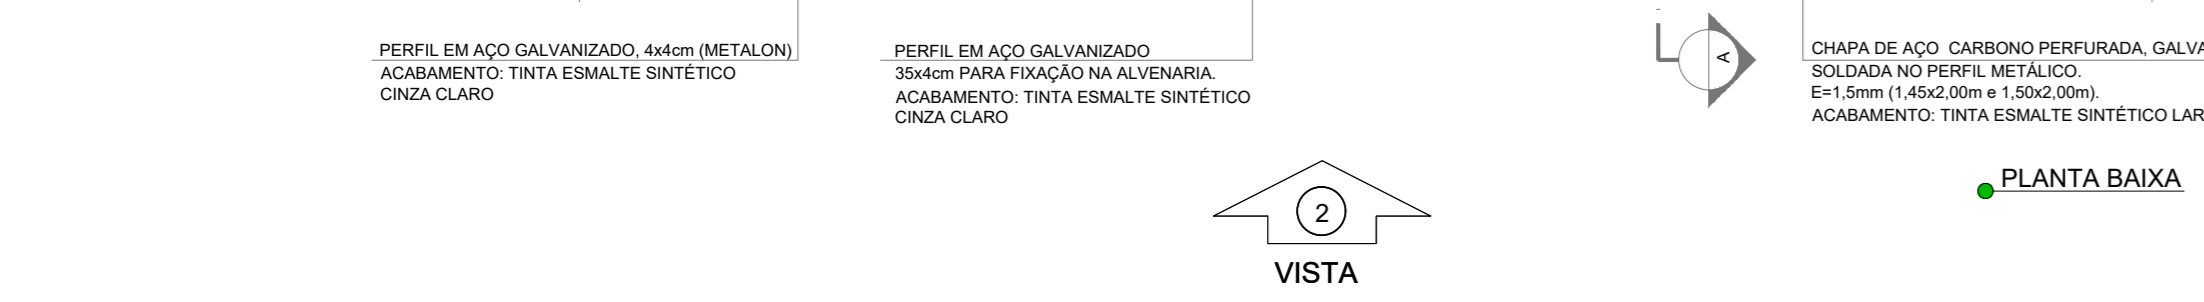 PERFIL EM AÇO GALVANIZADO, 4x4cm (METALON)
ACABAMENTO: TINTA ESMALTE SINTÉTICO
CINZA CLARO
PERFIL EM AÇO GALVANIZADO
35x4cm PARA FIXAÇÃO NA ALVENARIA.
ACABAMENTO: TINTA ESMALTE SINTÉTICO
CINZA CLARO
2
VISTA
A
CHAPA DE AÇO CARBONO PERFURADA, GALVA
SOLDADA NO PERFIL METÁLICO.
E=1,5mm (1,45x2,00m e 1,50x2,00m).
ACABAMENTO: TINTA ESMALTE SINTÉTICO LAR
PLANTA BAIXA